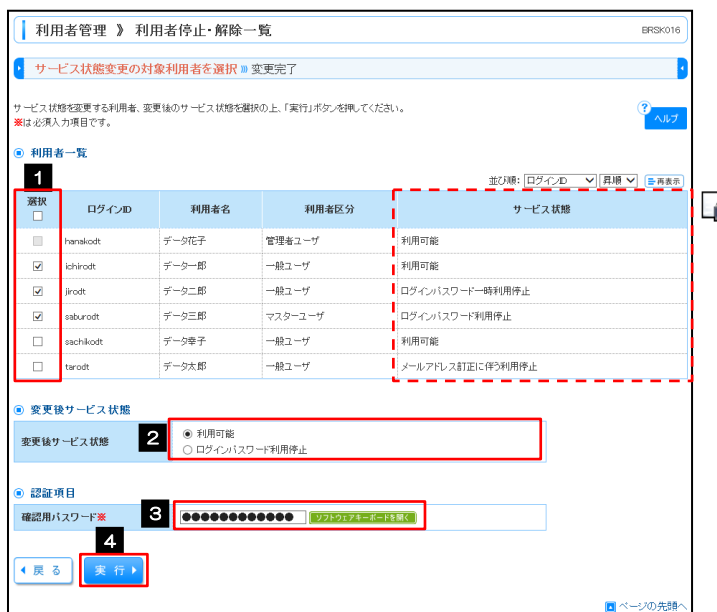 利用者管理 》 利用者停止・解除一覧
BRSK016
サービス状態変更の対象利用者を選択 》 変更完了
サービス状態を変更する利用者、変更後のサービス状態を選択の上、「実行」ボタンを押してください。
※は必須入力項目です。
?
ヘルプ
利用者一覧
1
並び順： ログインID 昇順 再表示
選択 ログインID 利用者名 利用者区分 サービス状態
hanakodt データ花子 管理者ユーザ 利用可能
ichirodt データ一郎 一般ユーザ 利用可能
jirodt データ二郎 一般ユーザ ログインパスワード一時利用停止
saburodt データ三郎 マスターユーザ ログインパスワード利用停止
sachikodt データ幸子 一般ユーザ 利用可能
tarodt データ太郎 一般ユーザ メールアドレス訂正に伴う利用停止
変更後サービス状態
変更後サービス状態 2 利用可能
ログインパスワード利用停止
認証項目
確認用パスワード※ 3 ●●●●●●●●●●●● ソフトウェアキーボードを開く
4
戻る 実行
ページの先頭へ